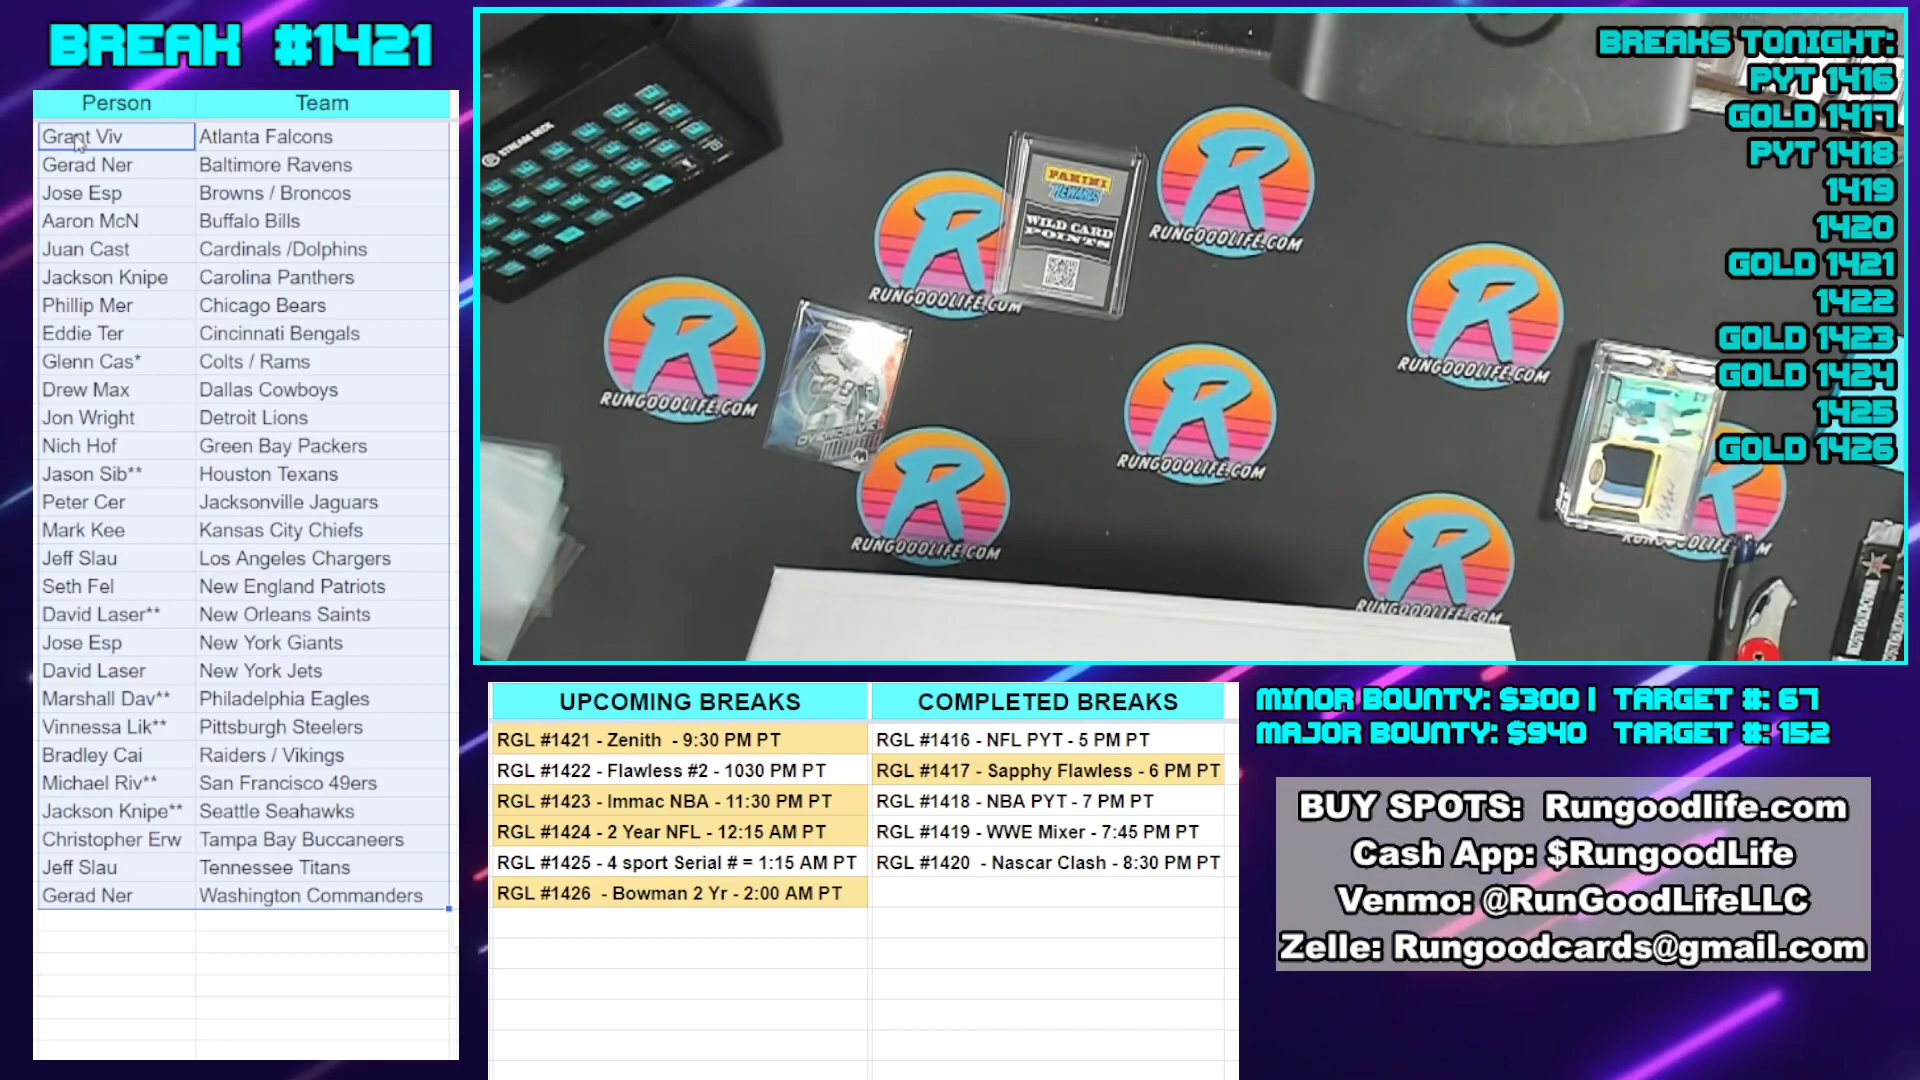 BREAK #1421
Person Team
Grant Viv Atlanta Falcons
Gerad Ner Baltimore Ravens
Jose Esp Browns / Broncos
Aaron McN Buffalo Bills
Juan Cast Cardinals /Dolphins
Jackson Knipe Carolina Panthers
Phillip Mer Chicago Bears
Eddie Ter Cincinnati Bengals
Glenn Cas* Colts / Rams
Drew Max Dallas Cowboys
Jon Wright Detroit Lions
Nich Hof Green Bay Packers
Jason Sib** Houston Texans
Peter Cer Jacksonville Jaguars
Mark Kee Kansas City Chiefs
Jeff Slau Los Angeles Chargers
Seth Fel New England Patriots
David Laser** New Orleans Saints
Jose Esp New York Giants
David Laser New York Jets
Marshall Dav** Philadelphia Eagles
Vinnessa Lik** Pittsburgh Steelers
Bradley Cai Raiders / Vikings
Michael Riv** San Francisco 49ers
Jackson Knipe** Seattle Seahawks
Christopher Erw Tampa Bay Buccaneers
Jeff Slau Tennessee Titans
Gerad Ner Washington Commanders
STREAM DECK
PANINI
REWARDS
WILD CARD
POINTS
R
RUNGOODLIFE.COM
R
RUNGOODLIFE.COM
R
RUNGOODLIFE.COM
R
RUNGOODLIFE.COM
R
RUNGOODLIFE.COM
R
RUNGOODLIFE.COM
R
RUNGOODLIFE.COM
R
OVERDRIVE
BREAKS TONIGHT:
PYT 1416
GOLD 1417
PYT 1418
1419
1420
GOLD 1421
1422
GOLD 1423
GOLD 1424
1425
GOLD 1426
UPCOMING BREAKS
RGL #1421 - Zenith - 9:30 PM PT
RGL #1422 - Flawless #2 - 1030 PM PT
RGL #1423 - Immac NBA - 11:30 PM PT
RGL #1424 - 2 Year NFL - 12:15 AM PT
RGL #1425 - 4 sport Serial # = 1:15 AM PT
RGL #1426 - Bowman 2 Yr - 2:00 AM PT
COMPLETED BREAKS
RGL #1416 - NFL PYT - 5 PM PT
RGL #1417 - Sapphy Flawless - 6 PM PT
RGL #1418 - NBA PYT - 7 PM PT
RGL #1419 - WWE Mixer - 7:45 PM PT
RGL #1420 - Nascar Clash - 8:30 PM PT
MINOR BOUNTY: $300 | TARGET #: 67
MAJOR BOUNTY: $940 TARGET #: 152
BUY SPOTS: Rungoodlife.com
Cash App: $RungoodLife
Venmo: @RunGoodLifeLLC
Zelle: Rungoodcards@gmail.com